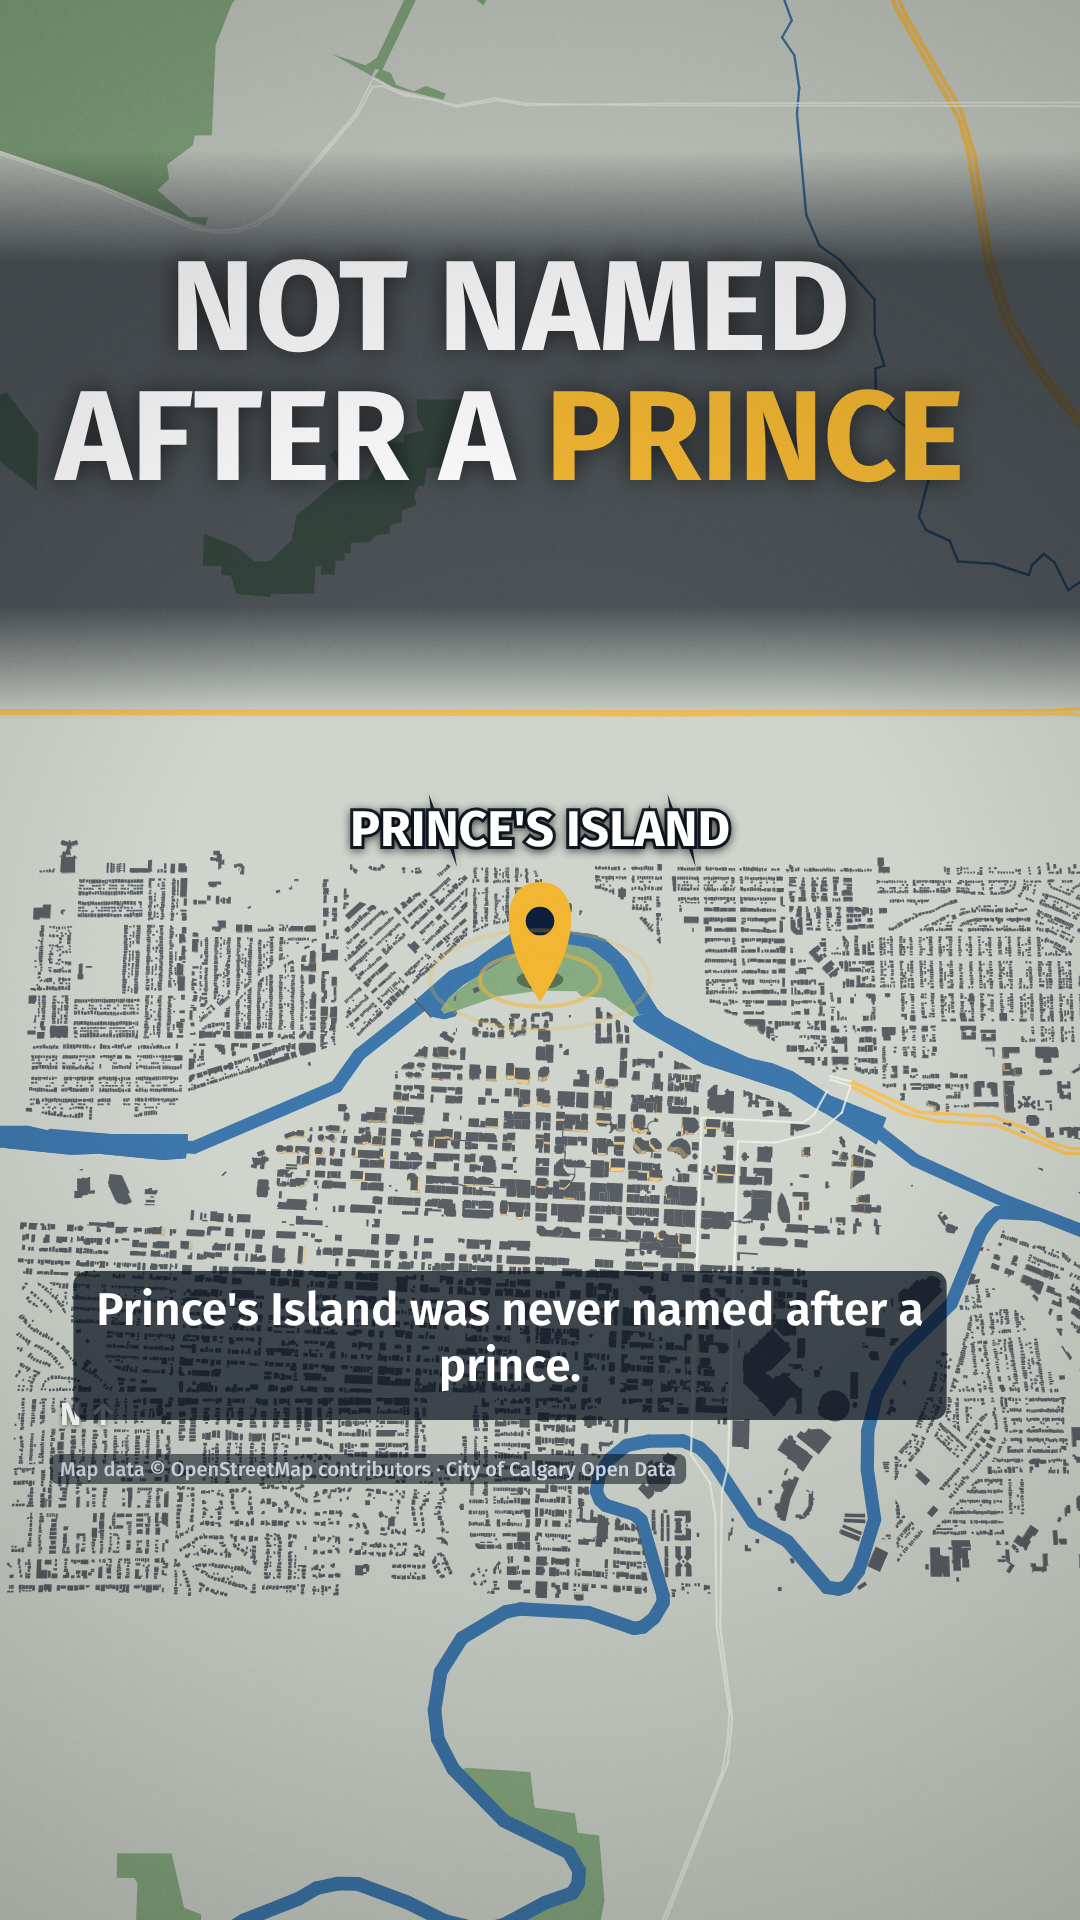 NOT NAMED
AFTER A PRINCE
PRINCE'S ISLAND
Prince's Island was never named after a
prince.
N
Map data © OpenStreetMap contributors · City of Calgary Open Data